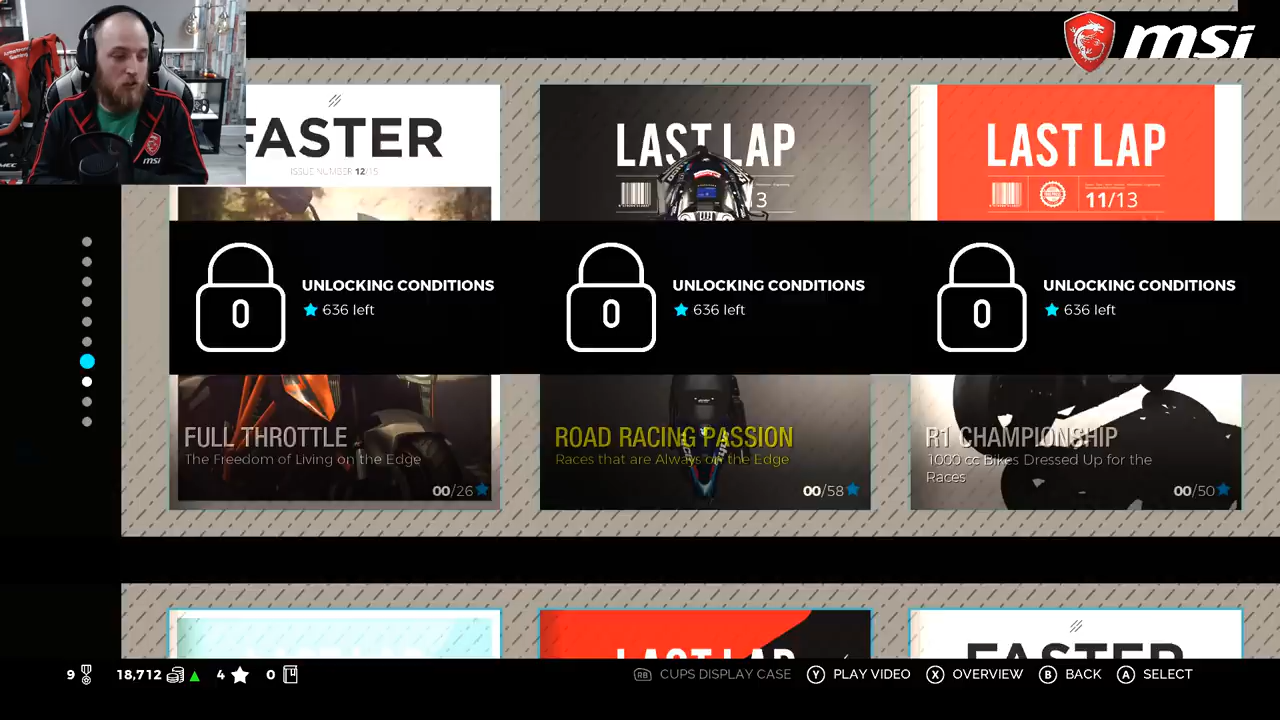 msi
FASTER
ISSUE NUMBER 12/15
LAST LAP
3
LAST LAP
11/13
msi
UNLOCKING CONDITIONS
636 left
UNLOCKING CONDITIONS
636 left
UNLOCKING CONDITIONS
636 left
FULL THROTTLE
The Freedom of Living on the Edge
00/26
ROAD RACING PASSION
Races that are Always on the Edge
00/58
R1 CHAMPIONSHIP
1000 cc Bikes Dressed Up for the
Races
00/50
LAST LAP
FASTER
9
18,712
4
0
RB CUPS DISPLAY CASE
Y PLAY VIDEO
X OVERVIEW
B BACK
A SELECT